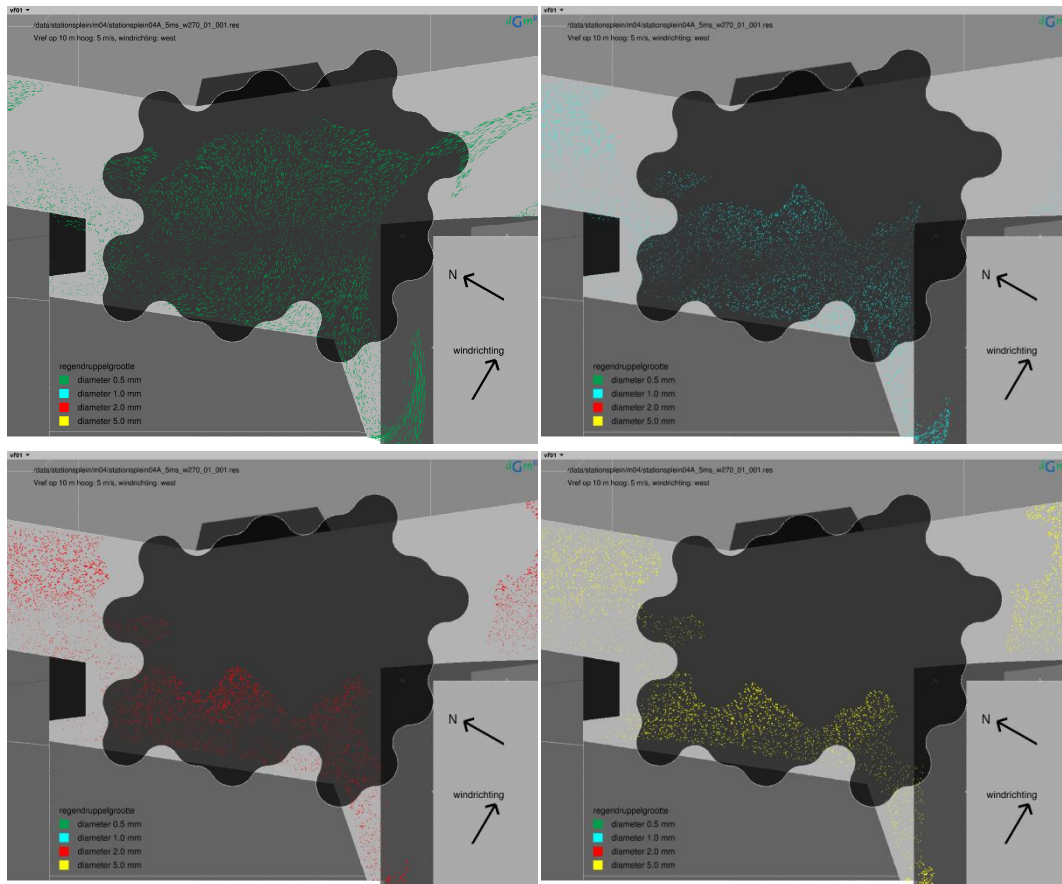 vf01
/data/stationsplein/m04/stationsplein04A_5ms_w270_01_001.res
dGmR
Vref op 10 m hoog: 5 m/s, windrichting: west
N
windrichting
regendruppelgrootte
diameter 0.5 mm
diameter 1.0 mm
diameter 2.0 mm
diameter 5.0 mm
vf01
/data/stationsplein/m04/stationsplein04A_5ms_w270_01_001.res
dGmR
Vref op 10 m hoog: 5 m/s, windrichting: west
N
windrichting
regendruppelgrootte
diameter 0.5 mm
diameter 1.0 mm
diameter 2.0 mm
diameter 5.0 mm
vf01
/data/stationsplein/m04/stationsplein04A_5ms_w270_01_001.res
dGmR
Vref op 10 m hoog: 5 m/s, windrichting: west
N
windrichting
regendruppelgrootte
diameter 0.5 mm
diameter 1.0 mm
diameter 2.0 mm
diameter 5.0 mm
vf01
/data/stationsplein/m04/stationsplein04A_5ms_w270_01_001.res
dGmR
Vref op 10 m hoog: 5 m/s, windrichting: west
N
windrichting
regendruppelgrootte
diameter 0.5 mm
diameter 1.0 mm
diameter 2.0 mm
diameter 5.0 mm